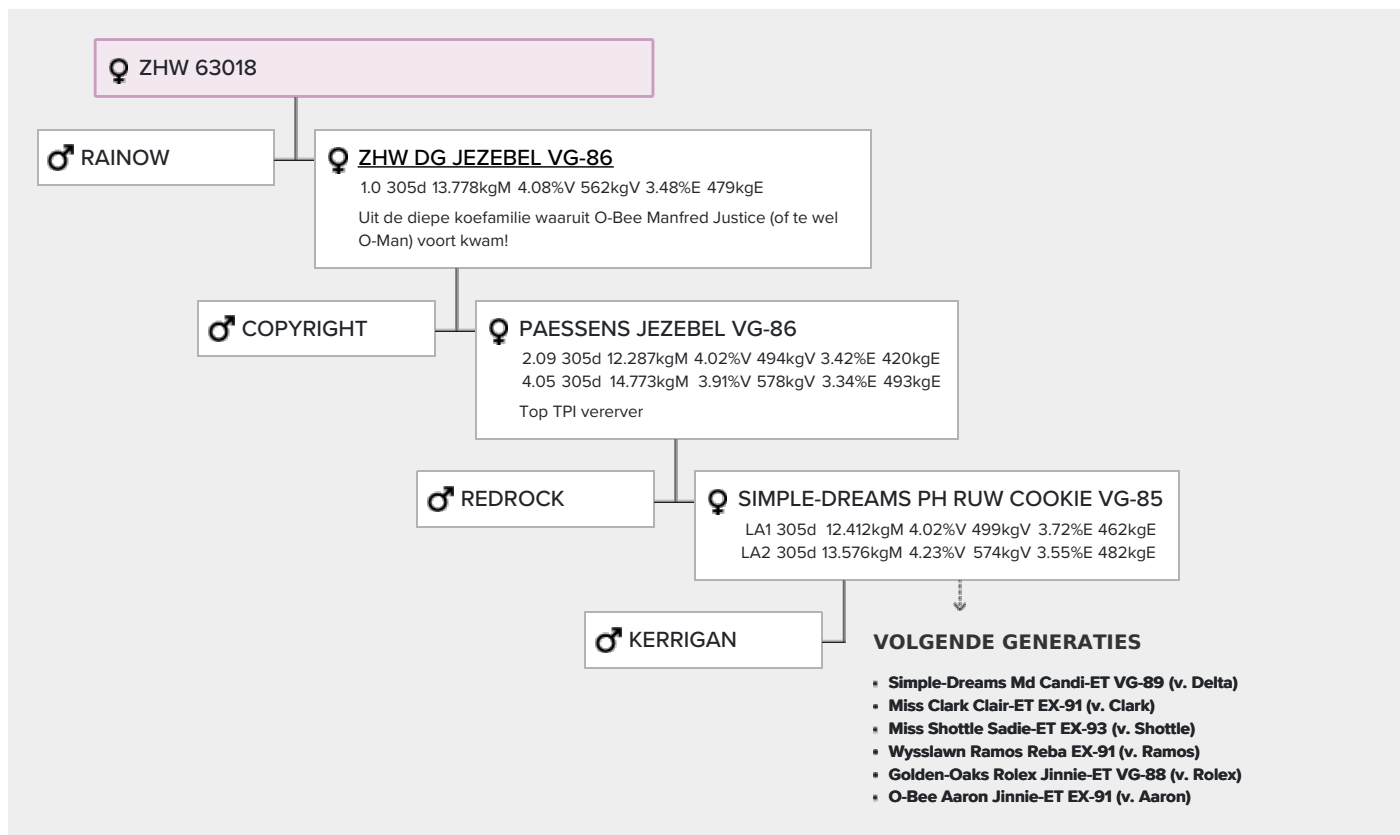 ZHW 63018
RAINOW
ZHW DG JEZEBEL VG-86
1.0 305d 13.778kgM 4.08%V 562kgV 3.48%E 479kgE
Uit de diepe koefamilie waaruit O-Bee Manfred Justice (of te wel
O-Man) voort kwam!
COPYRIGHT
PAESSENS JEZEBEL VG-86
2.09 305d 12.287kgM 4.02%V 494kgV 3.42%E 420kgE
4.05 305d 14.773kgM 3.91%V 578kgV 3.34%E 493kgE
Top TPI vererver
REDROCK
SIMPLE-DREAMS PH RUW COOKIE VG-85
LA1 305d 12.412kgM 4.02%V 499kgV 3.72%E 462kgE
LA2 305d 13.576kgM 4.23%V 574kgV 3.55%E 482kgE
KERRIGAN
VOLGENDE GENERATIES
Simple-Dreams Md Candi-ET VG-89 (v. Delta)
Miss Clark Clair-ET EX-91 (v. Clark)
Miss Shottle Sadie-ET EX-93 (v. Shottle)
Wysslawn Ramos Reba EX-91 (v. Ramos)
Golden-Oaks Rolex Jinnie-ET VG-88 (v. Rolex)
O-Bee Aaron Jinnie-ET EX-91 (v. Aaron)